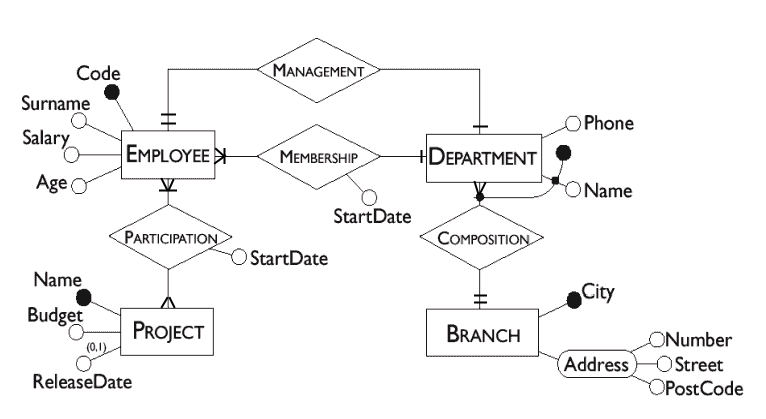 MANAGEMENT
Code
Surname
Salary
Age
EMPLOYEE
MEMBERSHIP
StartDate
DEPARTMENT
Phone
Name
PARTICIPATION
StartDate
COMPOSITION
Name
Budget
(0,1)
ReleaseDate
PROJECT
BRANCH
City
Address
Number
Street
PostCode